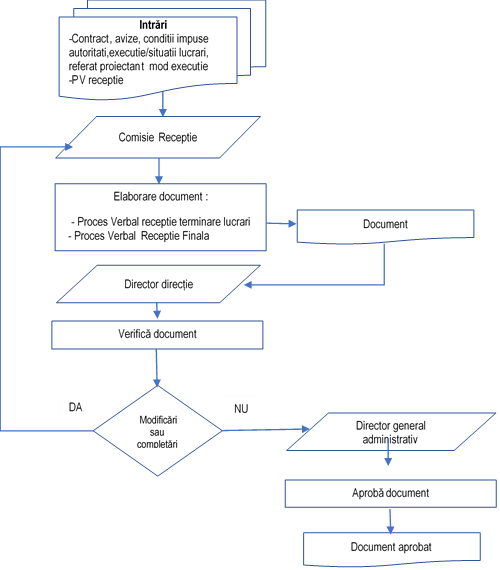 Intrări
-Contract, avize, conditii impuse
autoritati,executie/situatii lucrari,
referat proiectant mod executie
-PV receptie
Comisie Receptie
Elaborare document :
- Proces Verbal receptie terminare lucrari
- Proces Verbal Receptie Finala
Document
Director direcție
Verifică document
DA
NU
Modificări
sau
completări
Director general
administrativ
Aprobă document
Document aprobat